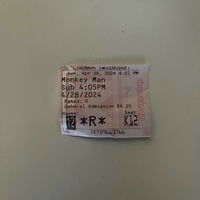 Sun, Apr 28, 2024 4:02 PM
Monkey Man
Sun 4:05PM
4/28/2024
Rated: R
General Admission $9.25
12 *R* Seat
K12